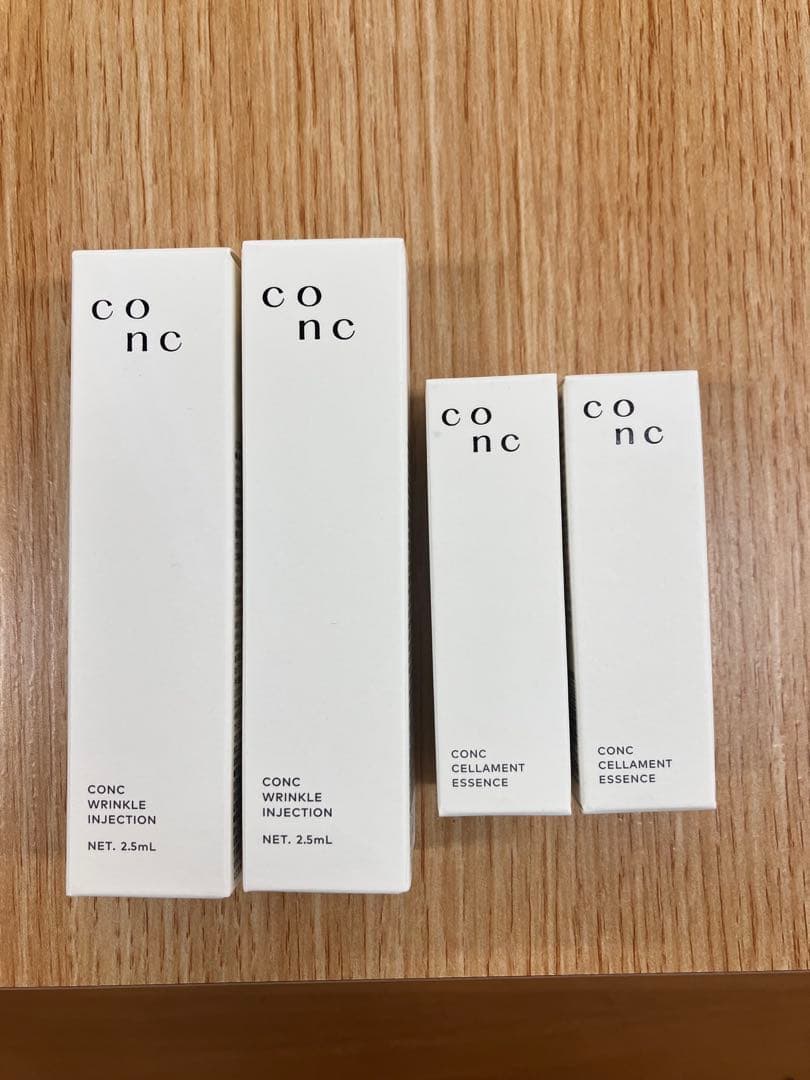 co
nc
CONC
WRINKLE
INJECTION
NET. 2.5mL
co
nc
CONC
WRINKLE
INJECTION
NET. 2.5mL
co
nc
CONC
CELLAMENT
ESSENCE
co
nc
CONC
CELLAMENT
ESSENCE